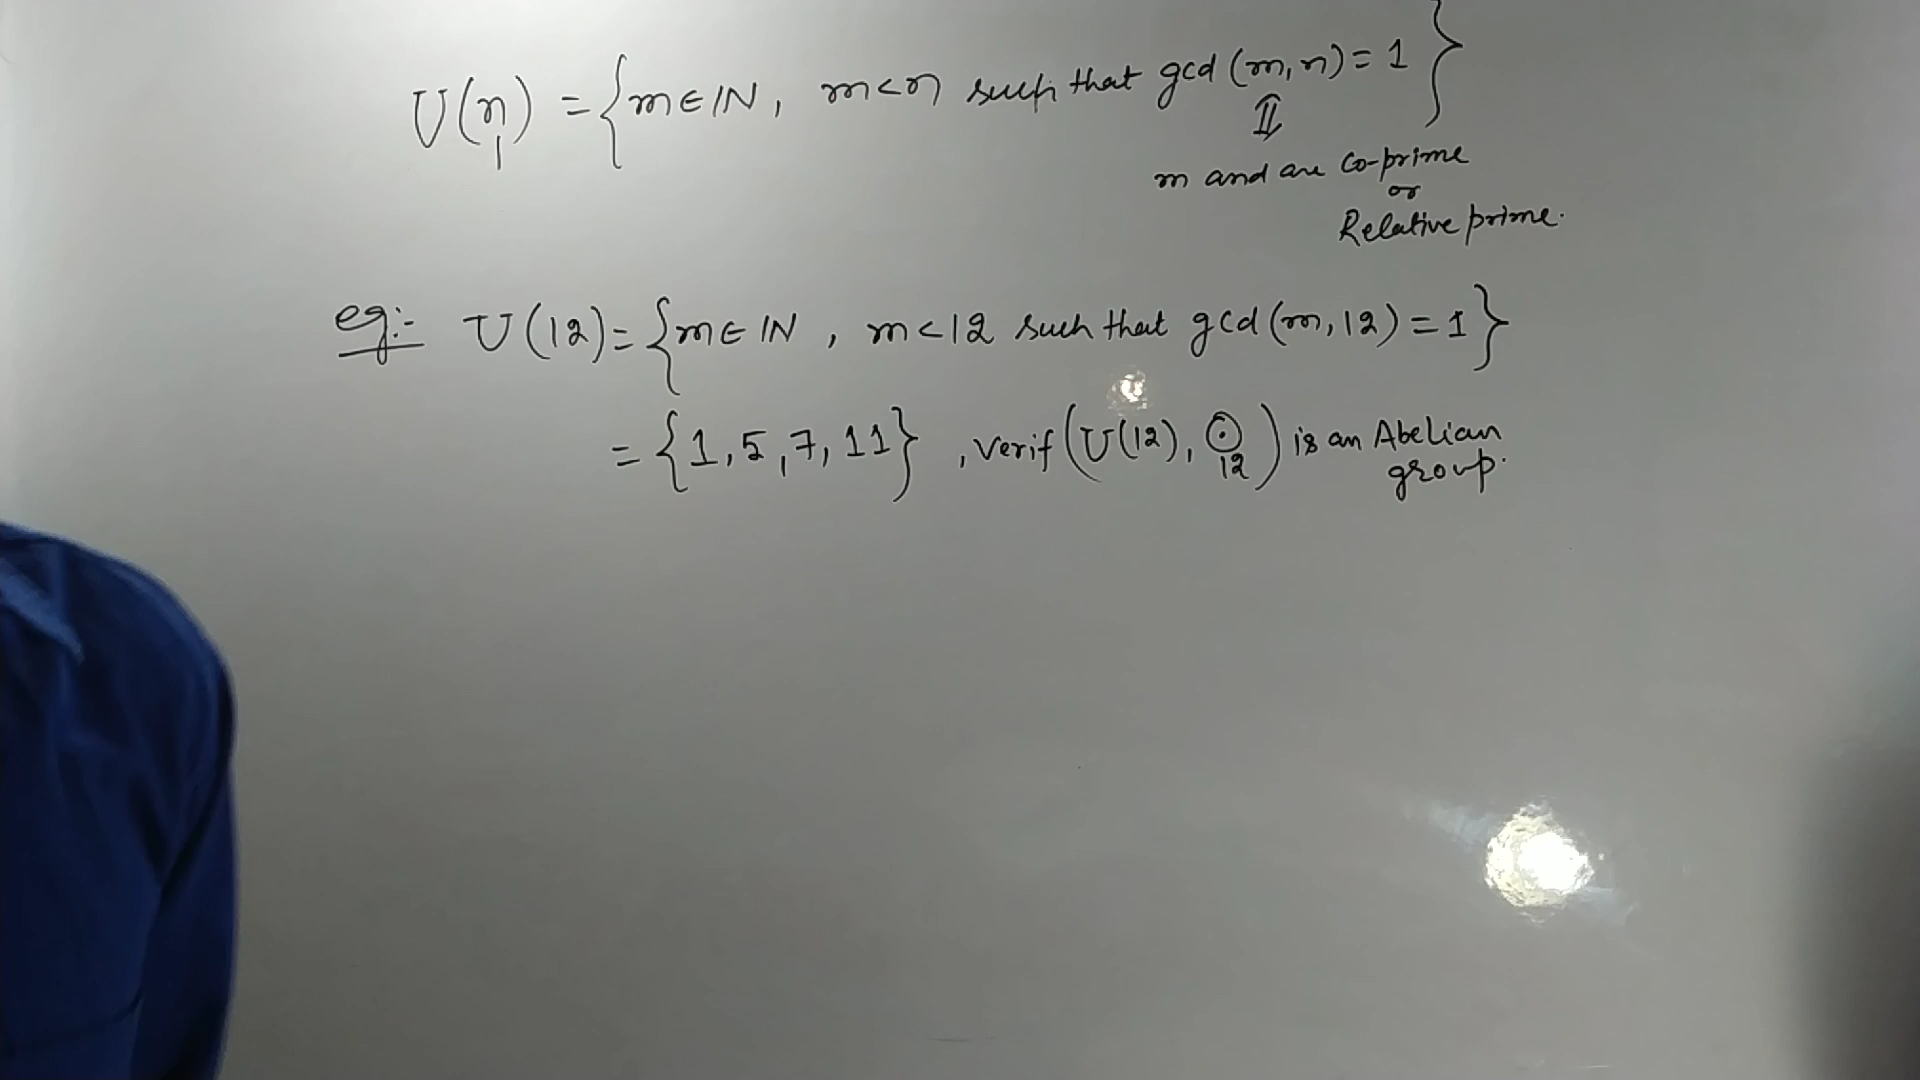 U(n) = {m ∈ ℕ, m<n such that gcd(m,n) = 1}
⇕
m and are co-prime
or
Relative prime.
eg:- U(12) = {m ∈ ℕ, m<12 such that gcd(m,12) = 1}
= {1,5,7,11}, verif (U(12), ⊙₁₂) is an Abelian
group.